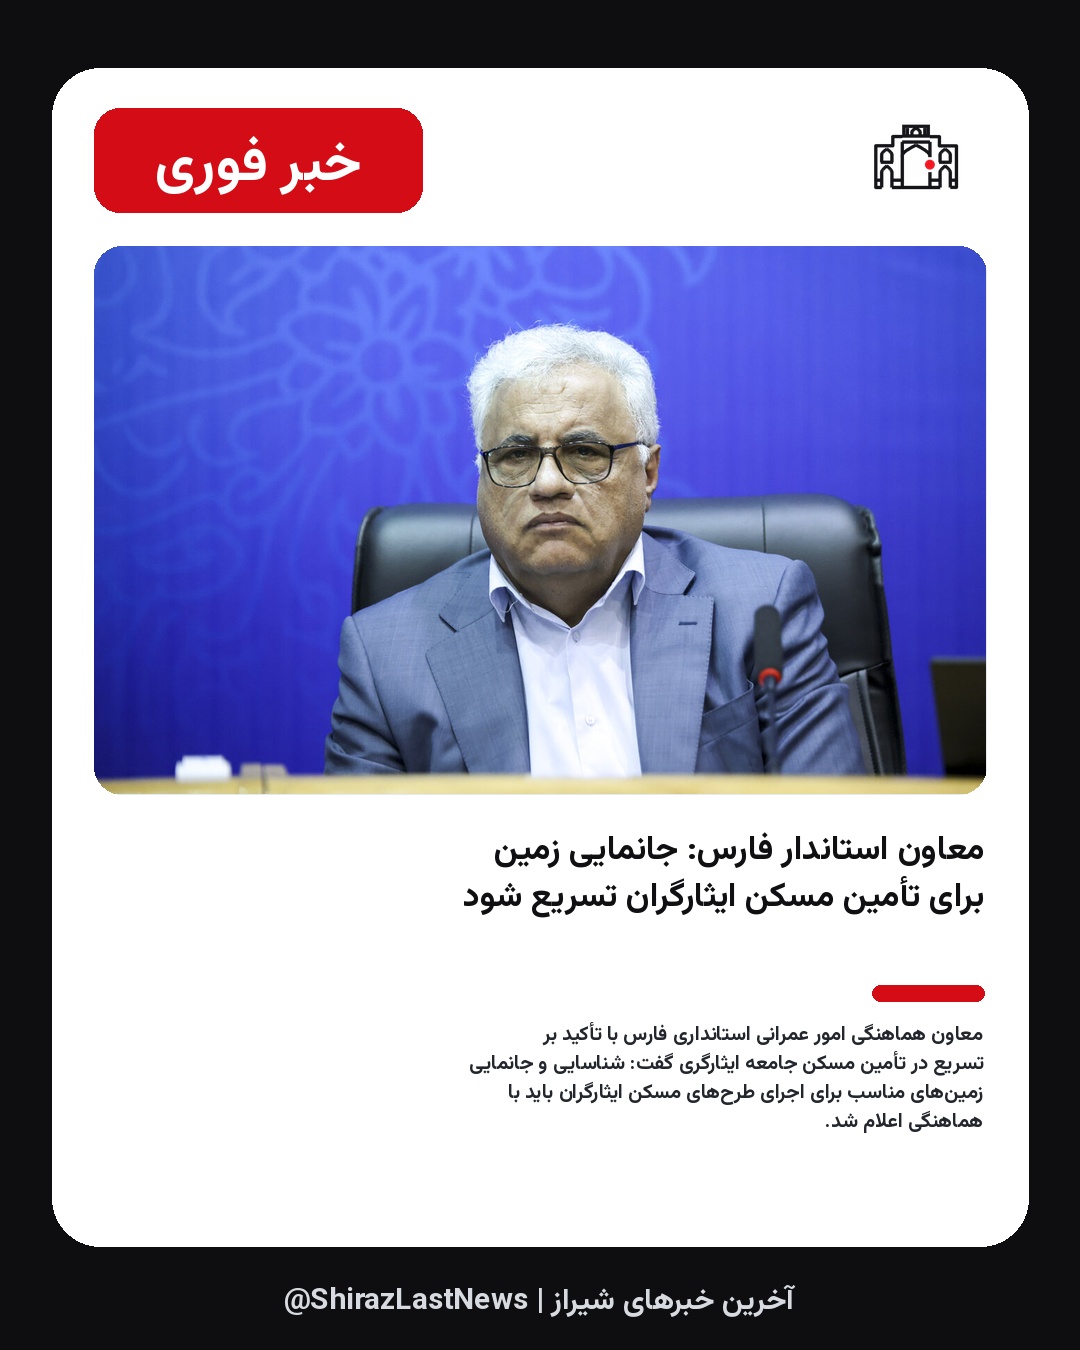 خبر فوری
معاون استاندار فارس: جانمایی زمین
برای تأمین مسکن ایثارگران تسریع شود
معاون هماهنگی امور عمرانی استانداری فارس با تأکید بر
تسریع در تأمین مسکن جامعه ایثارگری گفت: شناسایی و جانمایی
زمین‌های مناسب برای اجرای طرح‌های مسکن ایثارگران باید با
هماهنگی اعلام شد.
آخرین خبرهای شیراز | @ShirazLastNews